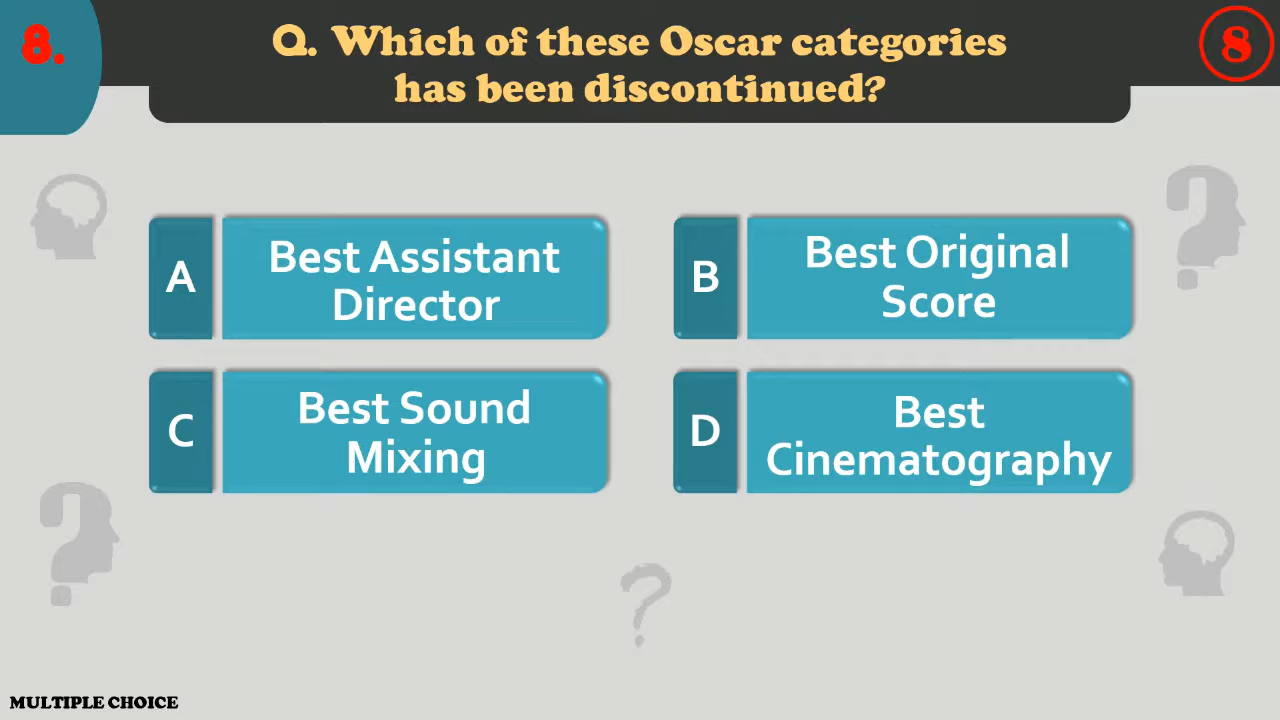 8.
Q. Which of these Oscar categories
has been discontinued?
8
A
Best Assistant
Director
B
Best Original
Score
C
Best Sound
Mixing
D
Best
Cinematography
MULTIPLE CHOICE